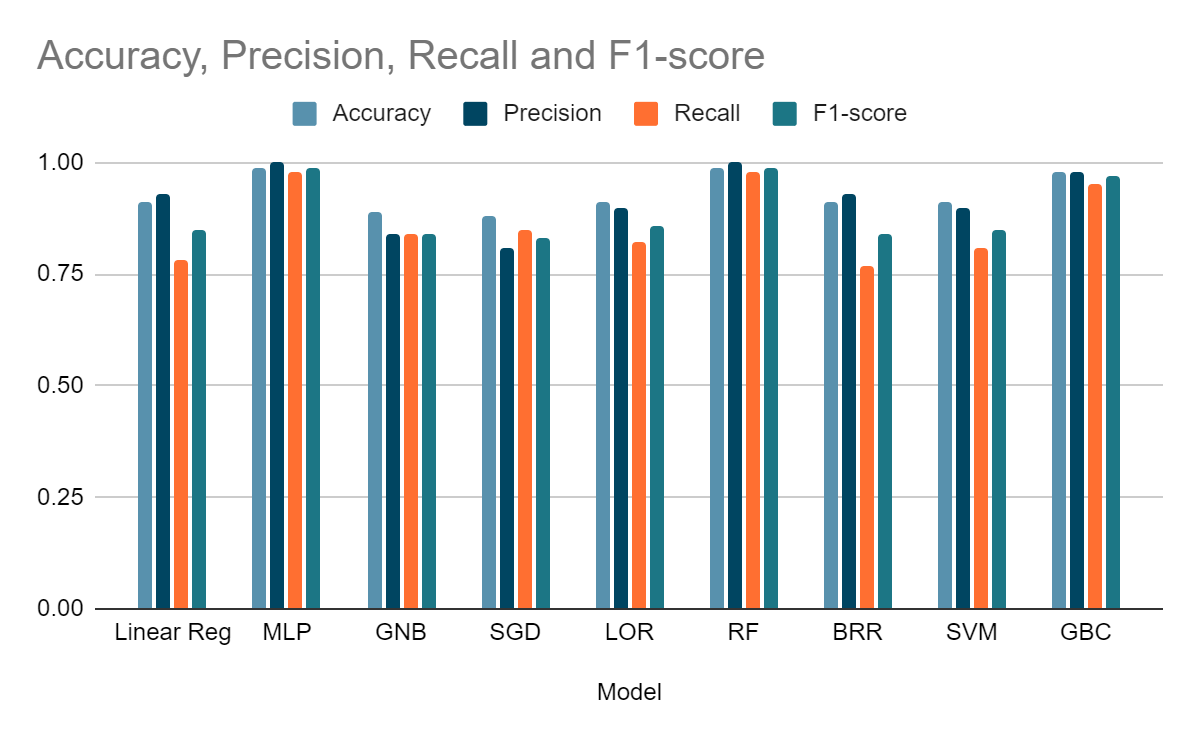 Accuracy, Precision, Recall and F1-score
Accuracy Precision Recall F1-score
1.00
0.75
0.50
0.25
0.00
Linear Reg MLP GNB SGD LOR RF BRR SVM GBC
Model